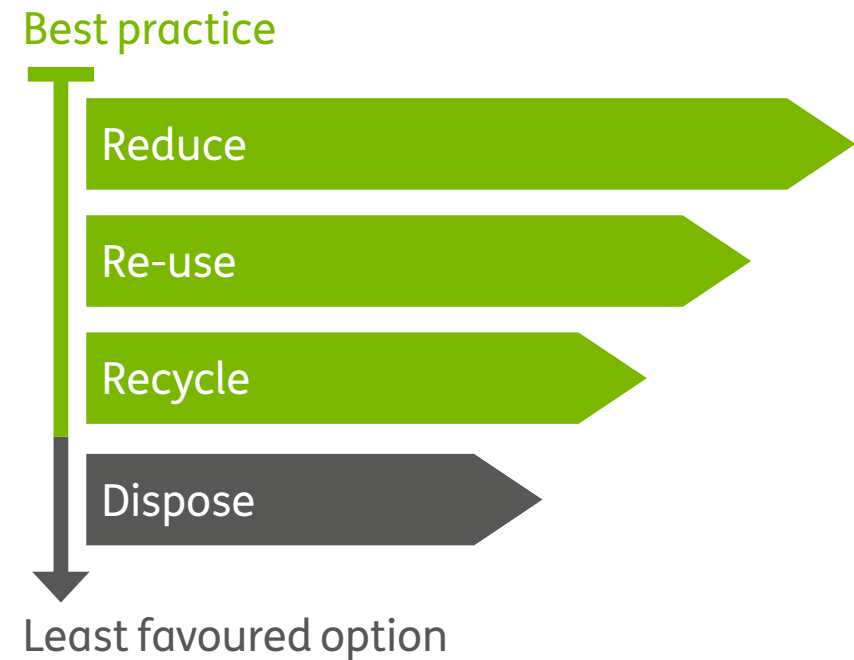 Best practice
Reduce
Re-use
Recycle
Dispose
Least favoured option